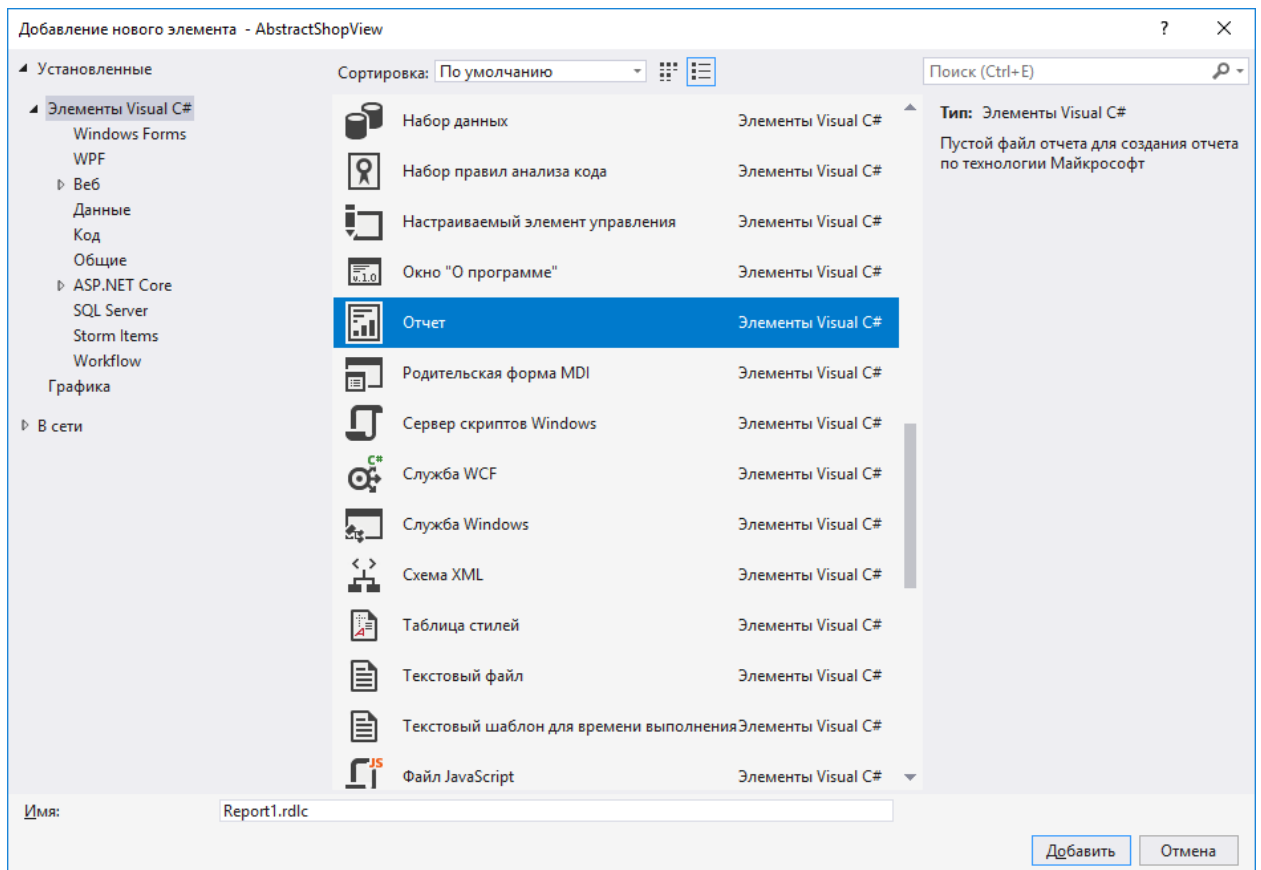 Добавление нового элемента - AbstractShopView
?
Установленные
Элементы Visual C#
Windows Forms
WPF
Веб
Данные
Код
Общие
ASP.NET Core
SQL Server
Storm Items
Workflow
Графика
В сети
Сортировка: По умолчанию
Набор данных Элементы Visual C#
Набор правил анализа кода Элементы Visual C#
Настраиваемый элемент управления Элементы Visual C#
v.1.0
Окно "О программе" Элементы Visual C#
Отчет Элементы Visual C#
Родительская форма MDI Элементы Visual C#
Сервер скриптов Windows Элементы Visual C#
C#
Служба WCF Элементы Visual C#
Служба Windows Элементы Visual C#
Схема XML Элементы Visual C#
A
Таблица стилей Элементы Visual C#
Текстовый файл Элементы Visual C#
Текстовый шаблон для времени выполнения Элементы Visual C#
JS
Файл JavaScript Элементы Visual C#
Поиск (Ctrl+E)
Тип: Элементы Visual C#
Пустой файл отчета для создания отчета
по технологии Майкрософт
Имя: Report1.rdlc
Добавить Отмена